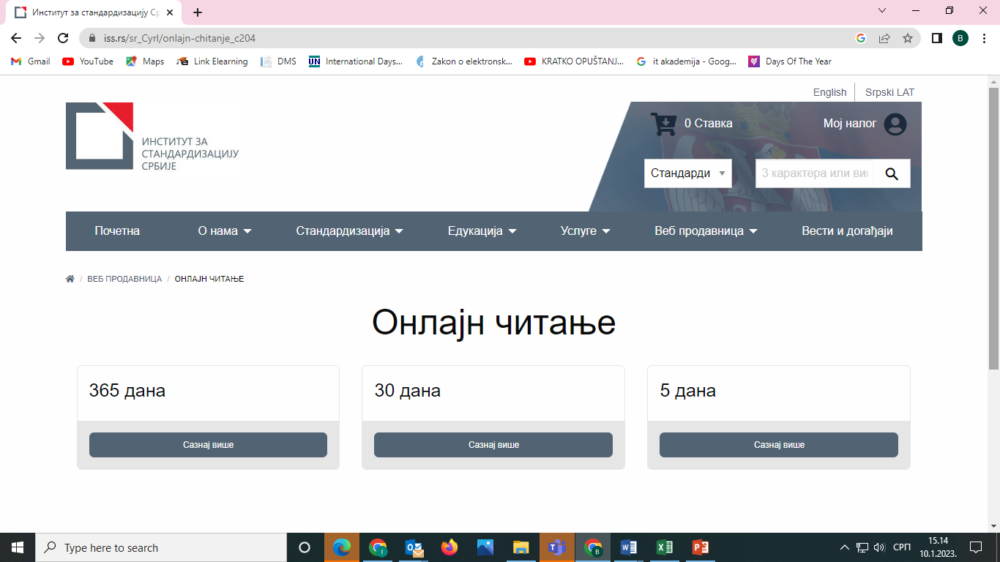 Институт за стандардизацију Ср
iss.rs/sr_Cyrl/onlajn-chitanje_c204
B
Gmail YouTube Maps Link Elearning DMS UN International Days... Zakon o elektronsk... KRATKO OPUŠTANJ... it akademija - Goog... Days Of The Year
English Srpski LAT
ИНСТИТУТ ЗА
СТАНДАРДИЗАЦИЈУ
СРБИЈЕ
0 Ставка Мој налог
Стандарди 3 карактера или ви
Почетна О нама Стандардизација Едукација Услуге Веб продавница Вести и догађаји
/ ВЕБ ПРОДАВНИЦА / ОНЛАЈН ЧИТАЊЕ
Онлајн читање
365 дана 30 дана 5 дана
Сазнај више Сазнај више Сазнај више
Type here to search
СРП
15.14
10.1.2023.